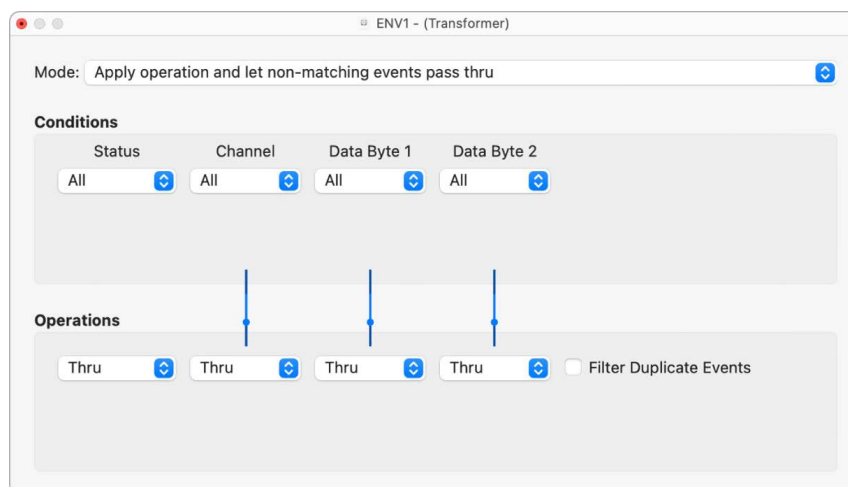 ENV1 - (Transformer)
Mode: Apply operation and let non-matching events pass thru
Conditions
Status Channel Data Byte 1 Data Byte 2
All All All All
Operations
Thru Thru Thru Thru Filter Duplicate Events